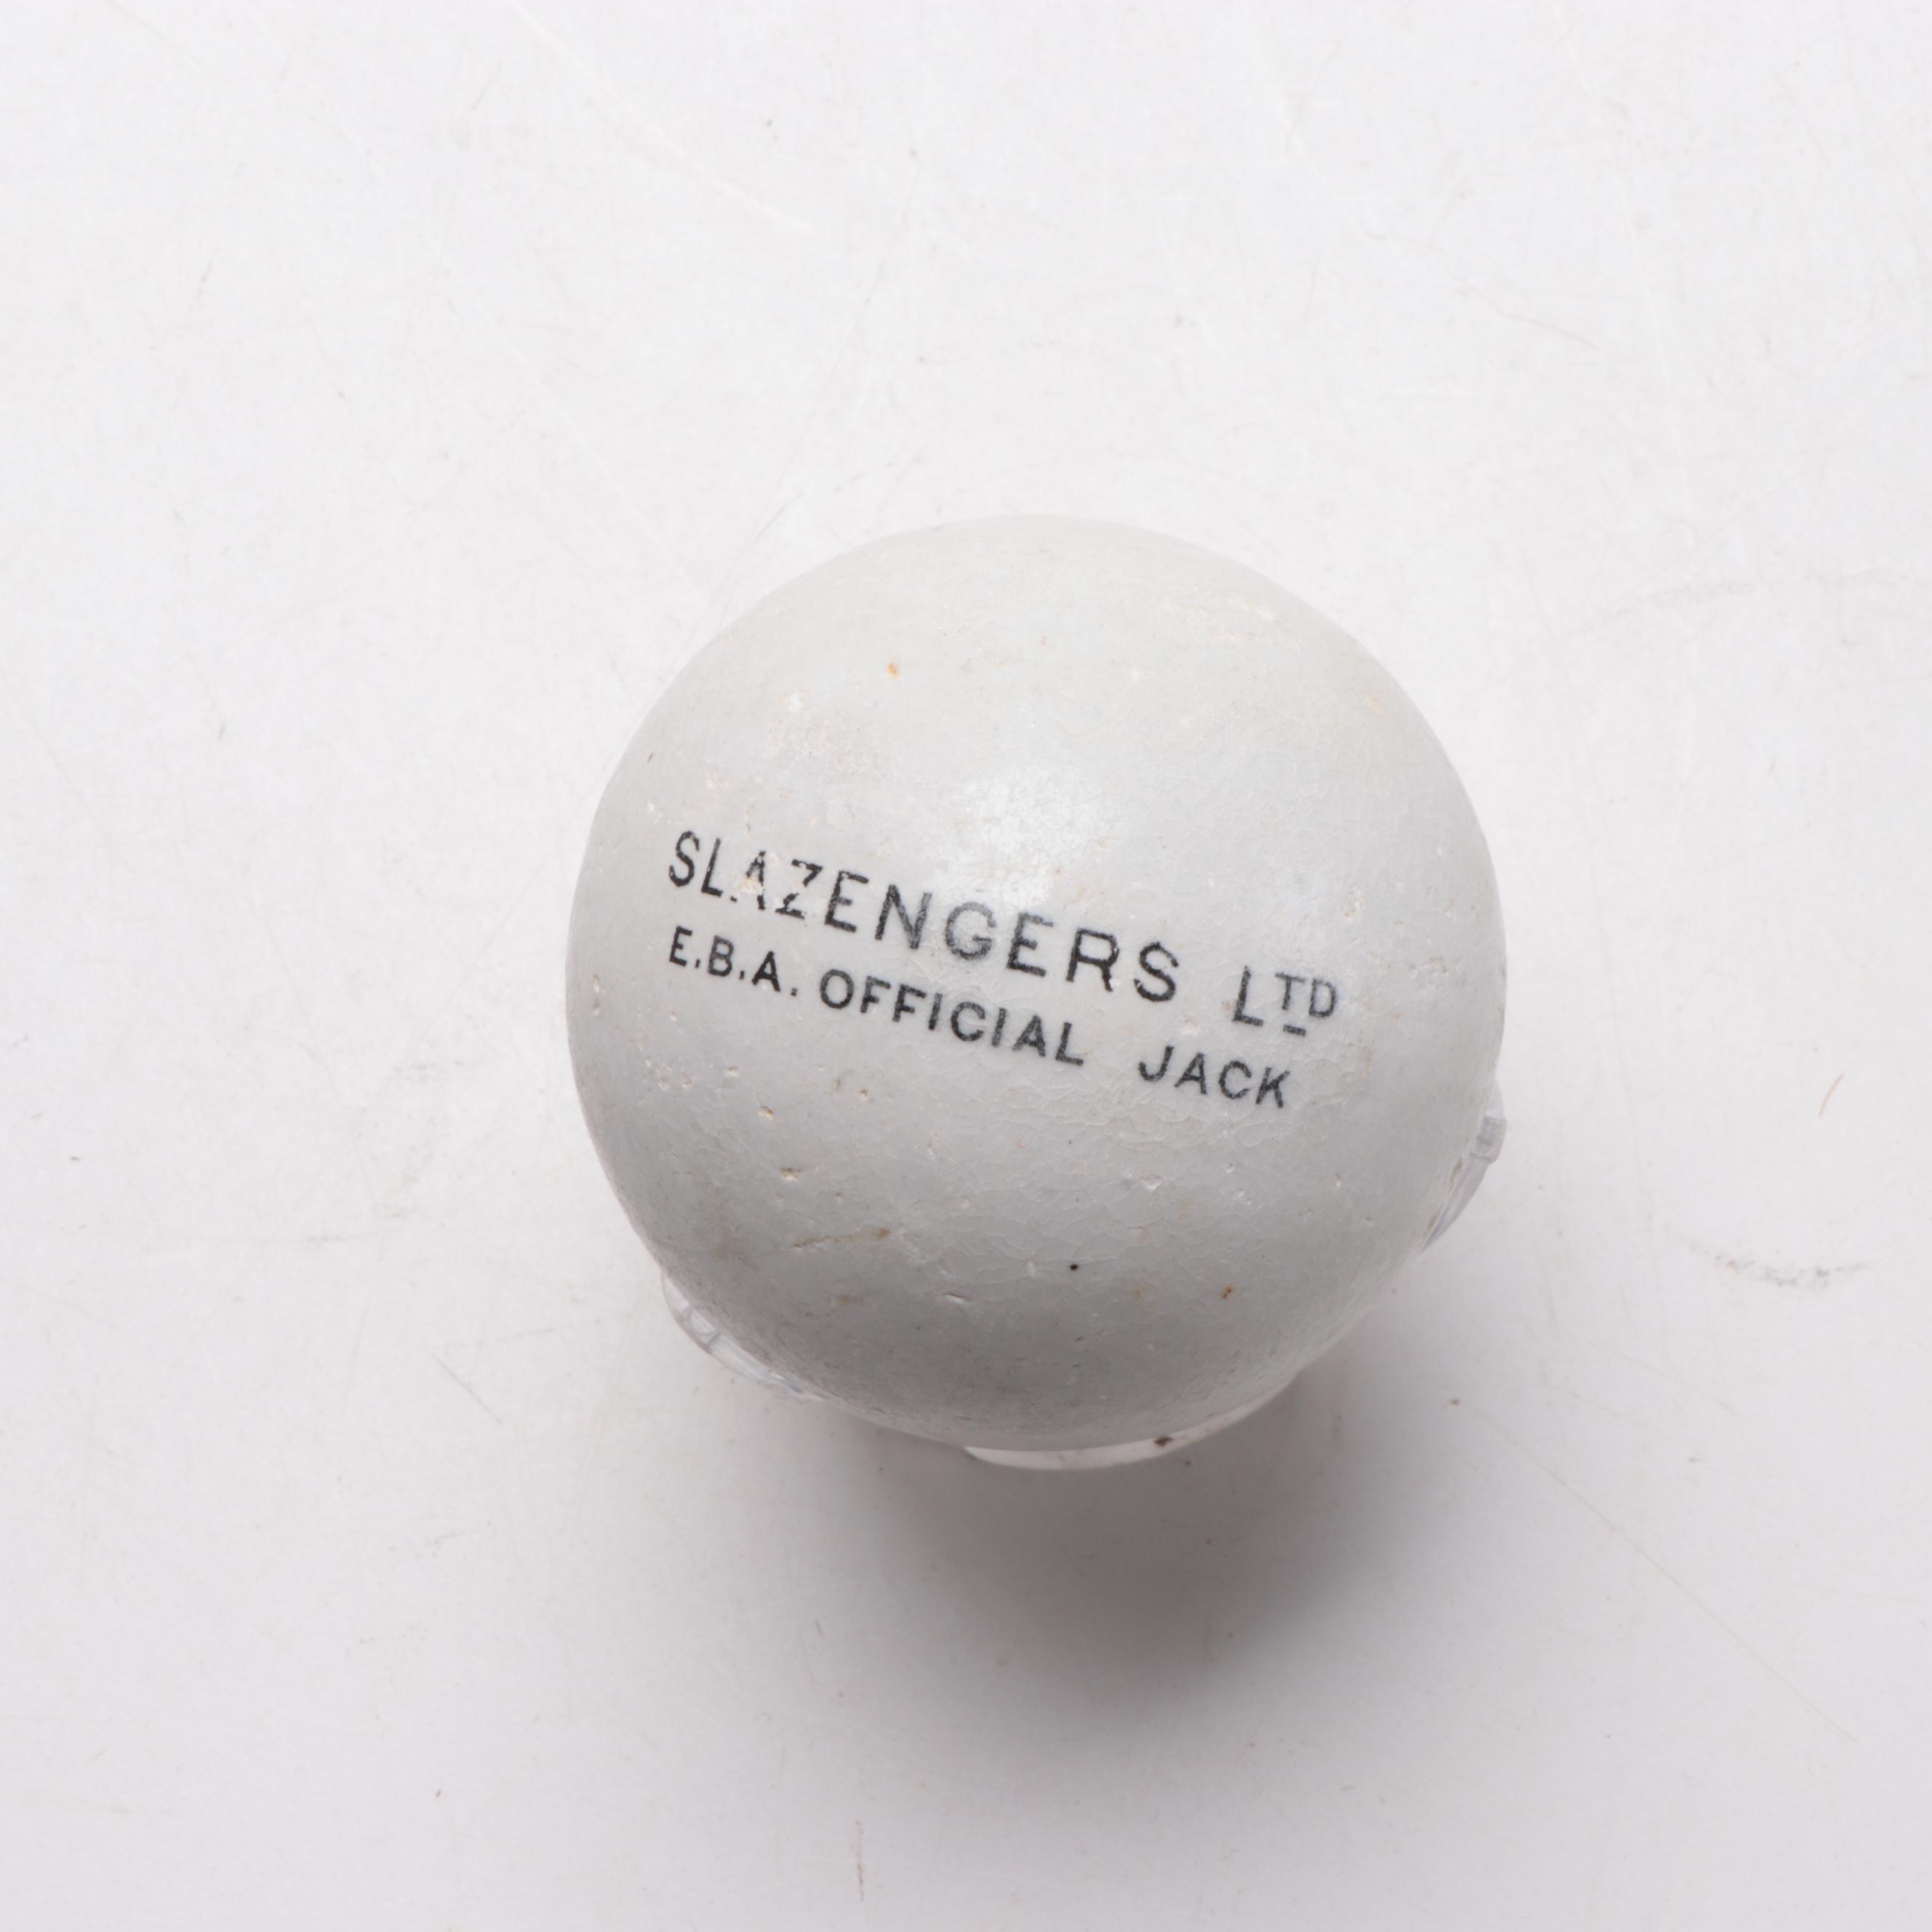 SLAZENGERS LTD
E.B.A. OFFICIAL JACK